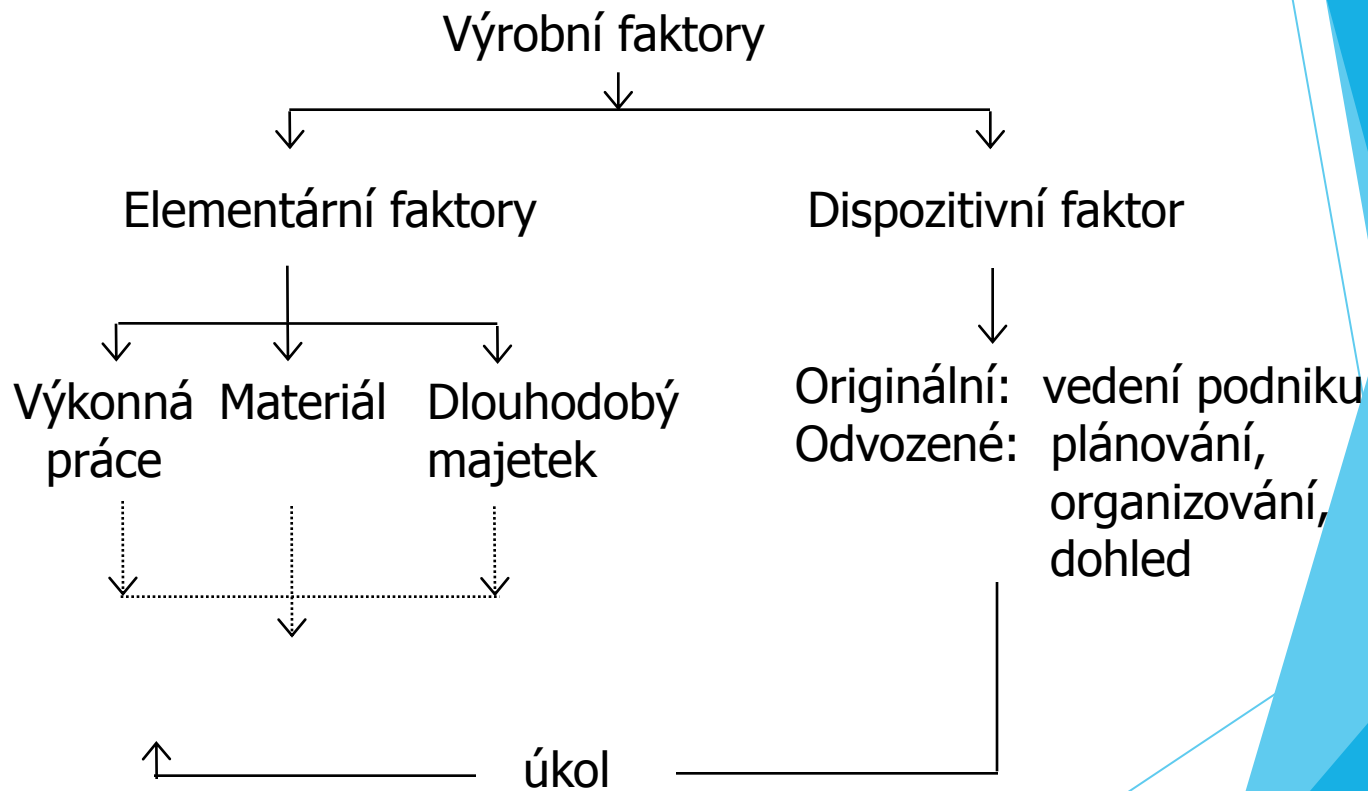 Výrobní faktory
Elementární faktory
Dispozitivní faktor
Výkonná
práce
Materiál
Dlouhodobý
majetek
Originální: vedení podniku
Odvozené: plánování,
organizování,
dohled
úkol